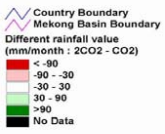 Country Boundary
Mekong Basin Boundary
Different rainfall value
(mm/month : 2CO2 - CO2)
< -90
-90 - -30
-30 - 30
30 - 90
>90
No Data